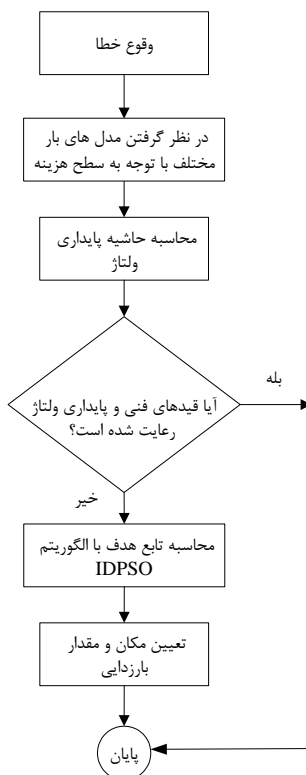 وقوع خطا
در نظر گرفتن مدل های بار
مختلف با توجه به سطح هزینه
محاسبه حاشیه پایداری
ولتاژ
آیا قیدهای فنی و پایداری ولتاژ
رعایت شده است؟
بله
خیر
محاسبه تابع هدف با الگوریتم
IDPSO
تعیین مکان و مقدار
بارزدایی
پایان